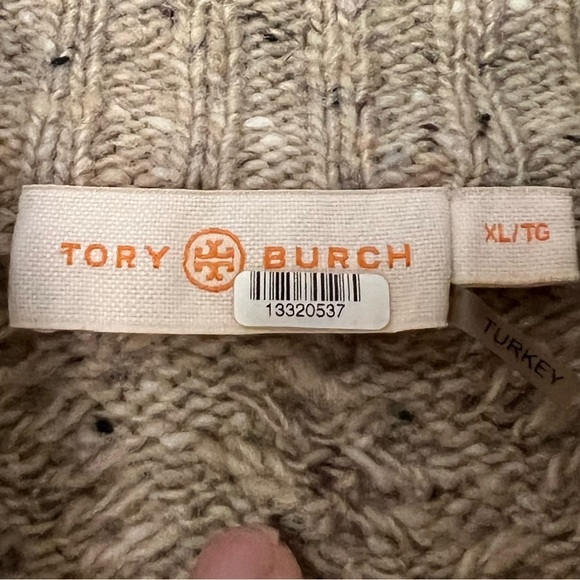 TORY BURCH
XL/TG
13320537
TURKEY